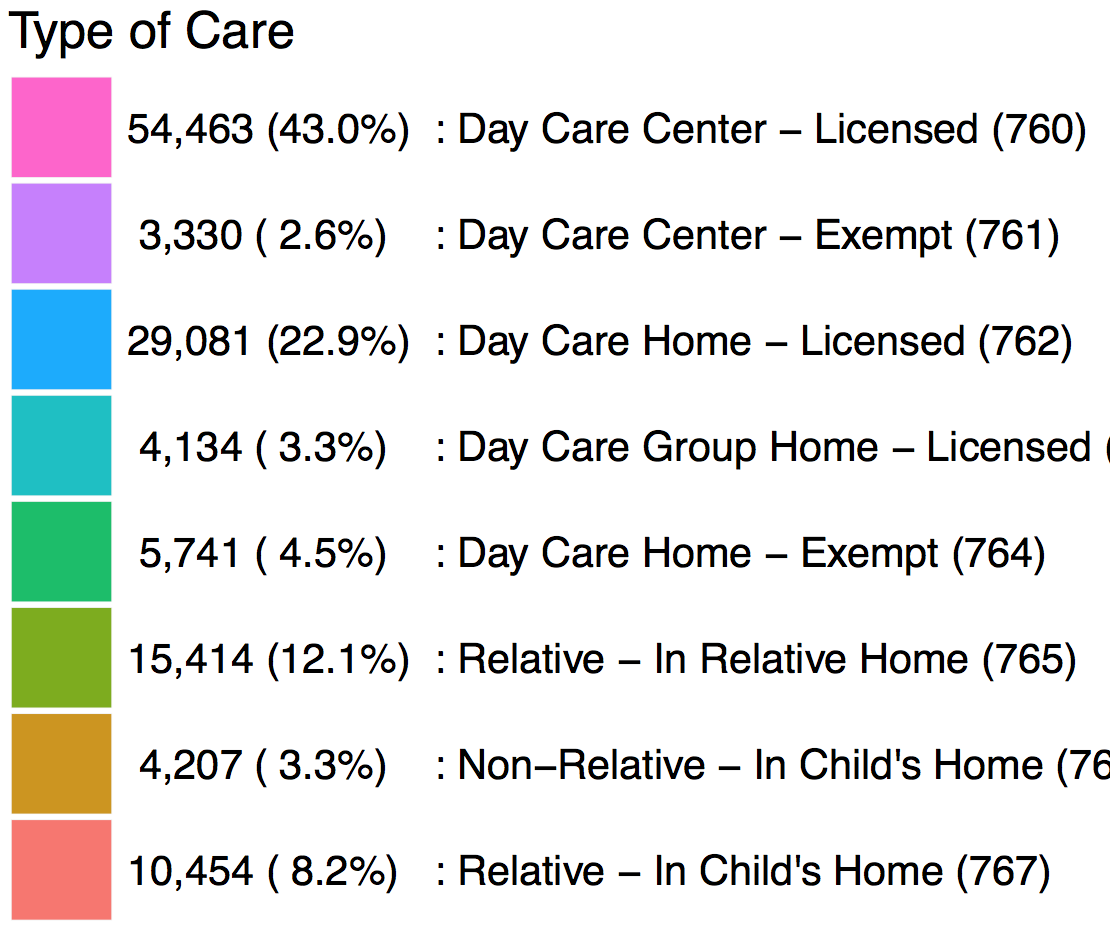 Type of Care
54,463 (43.0%) : Day Care Center – Licensed (760)
3,330 ( 2.6%) : Day Care Center – Exempt (761)
29,081 (22.9%) : Day Care Home – Licensed (762)
4,134 ( 3.3%) : Day Care Group Home – Licensed (
5,741 ( 4.5%) : Day Care Home – Exempt (764)
15,414 (12.1%) : Relative – In Relative Home (765)
4,207 ( 3.3%) : Non–Relative – In Child's Home (76
10,454 ( 8.2%) : Relative – In Child's Home (767)